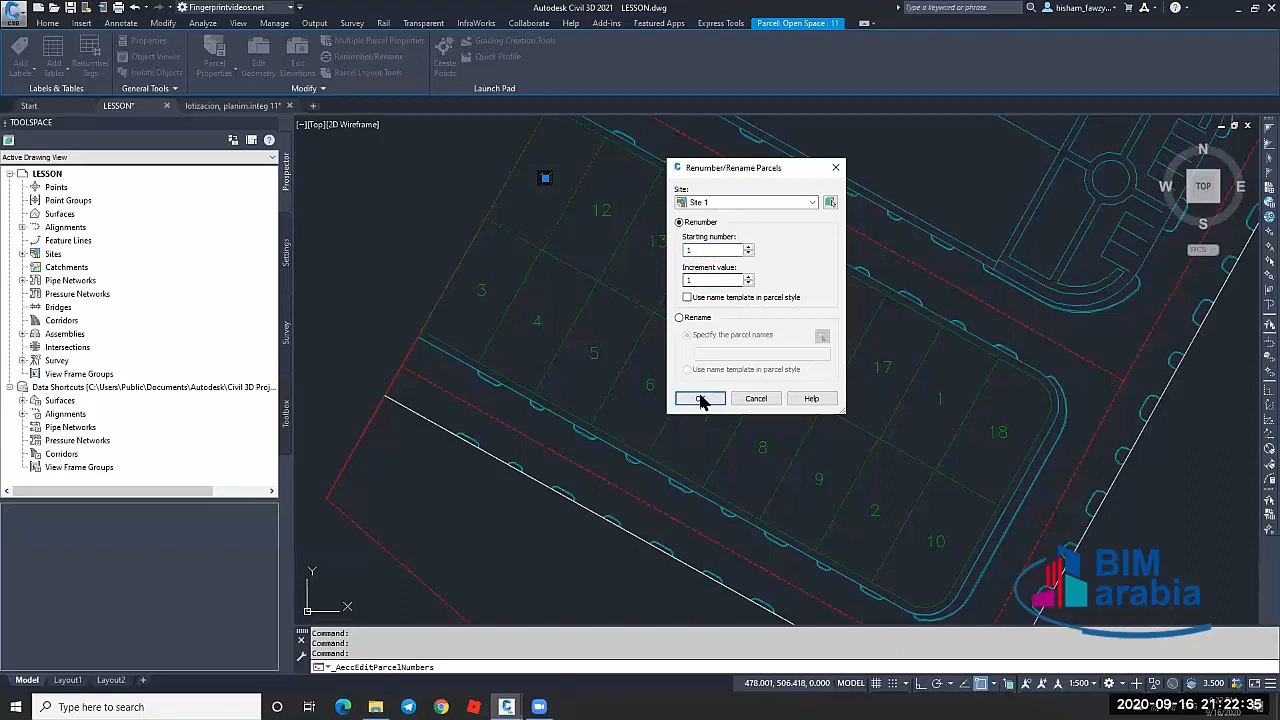 Fingerprintvideos.net
Autodesk Civil 3D 2021 LESSON.dwg
Type a keyword or phrase
hisham_fawzy...
Home Insert Annotate Modify Analyze View Manage Output Survey Rail Transparent InfraWorks Collaborate Help Add-ins Featured Apps Express Tools Parcel: Open Space : 11
Add Labels
Add Tables
Renumber Tags
Properties
Object Viewer
Isolate Objects
Parcel Properties
Edit Geometry
Edit Elevations
Multiple Parcel Properties
Renumber/Rename
Parcel Layout Tools
Create Points
Grading Creation Tools
Quick Profile
Labels & Tables General Tools Modify Launch Pad
Start LESSON* lotizacion, planim.integ 11*
TOOLSPACE
Active Drawing View
LESSON
Points
Point Groups
Surfaces
Alignments
Feature Lines
Sites
Catchments
Pipe Networks
Pressure Networks
Bridges
Corridors
Assemblies
Intersections
Survey
View Frame Groups
Data Shortcuts [C:\Users\Public\Documents\Autodesk\Civil 3D Proj...
Surfaces
Alignments
Pipe Networks
Pressure Networks
Corridors
View Frame Groups
Prospector
Settings
Survey
Toolbox
[−][Top][2D Wireframe]
N
W TOP E
S
WCS
12
13
3
4
5
6
8
9
2
10
17
1
18
Renumber/Rename Parcels
Site:
Site 1
Renumber
Starting number:
1
Increment value:
1
Use name template in parcel style
Rename
Specify the parcel names
Use name template in parcel style
Cancel Help
BIM
arabia
Y
X
Command:
Command:
Command:
_AeccEditParcelNumbers
Model Layout1 Layout2 +
478.001, 506.418, 0.000 MODEL
1:500
3.500
Type here to search
2020-09-16 21:22:35
9/16/2020